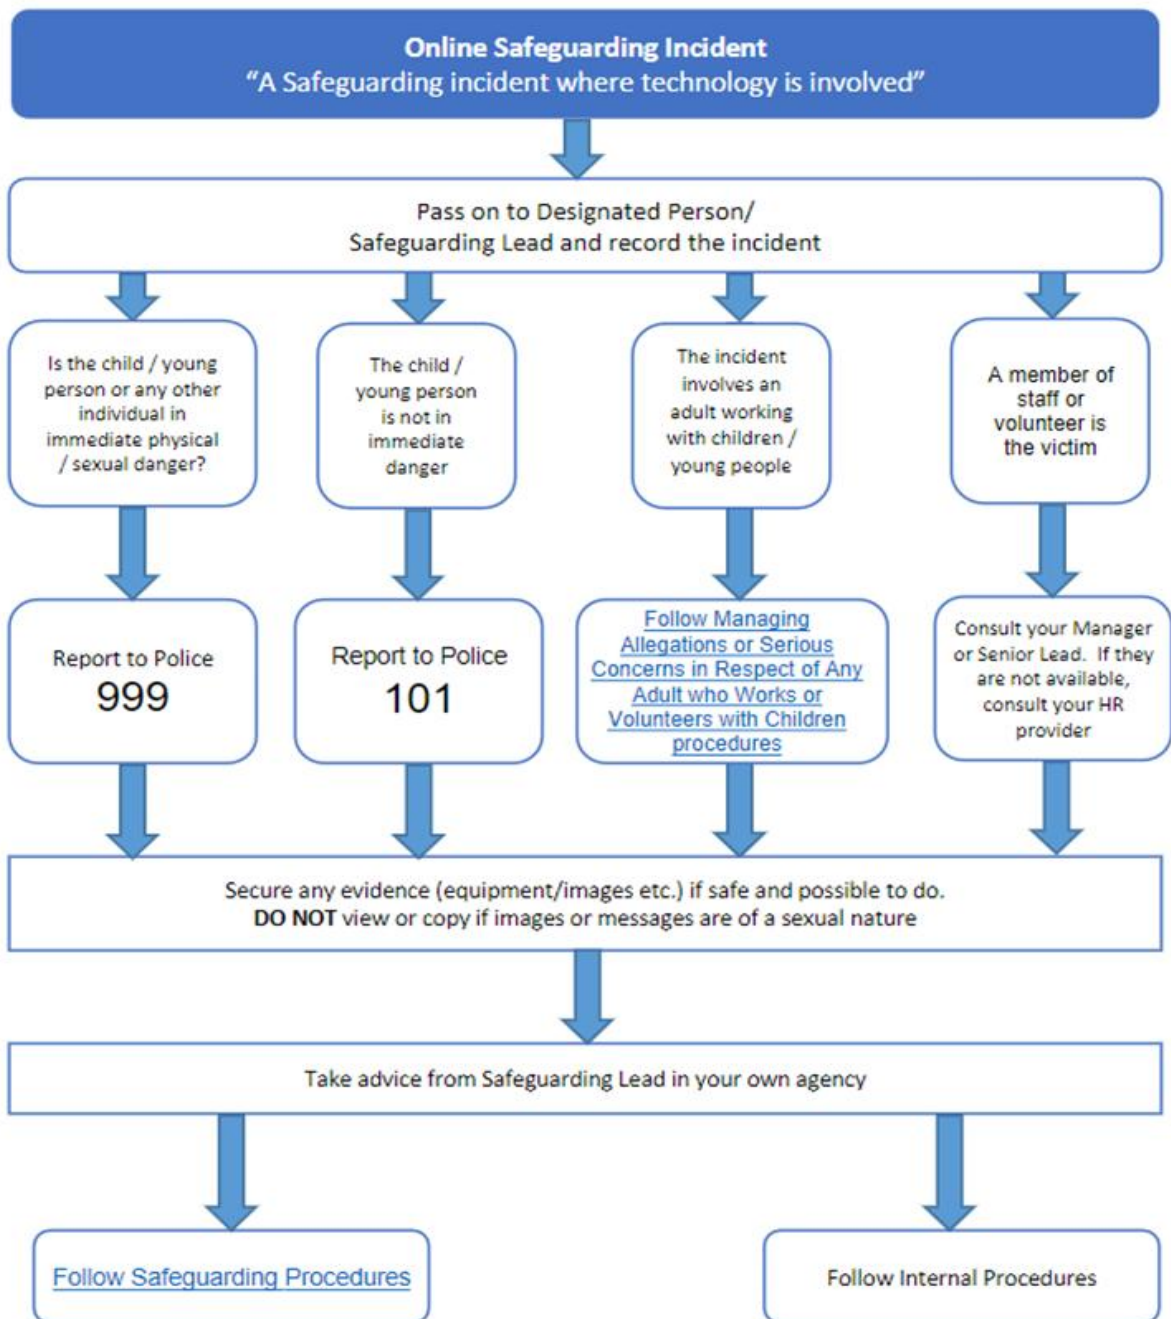 Online Safeguarding Incident
“A Safeguarding incident where technology is involved”
Pass on to Designated Person/
Safeguarding Lead and record the incident
Is the child / young
person or any other
individual in
immediate physical
/ sexual danger?
The child /
young person
is not in
immediate
danger
The incident
involves an
adult working
with children /
young people
A member of
staff or
volunteer is
the victim
Report to Police
999
Report to Police
101
Follow Managing
Allegations or Serious
Concerns in Respect of Any
Adult who Works or
Volunteers with Children
procedures
Consult your Manager
or Senior Lead. If they
are not available,
consult your HR
provider
Secure any evidence (equipment/images etc.) if safe and possible to do.
DO NOT view or copy if images or messages are of a sexual nature
Take advice from Safeguarding Lead in your own agency
Follow Safeguarding Procedures
Follow Internal Procedures